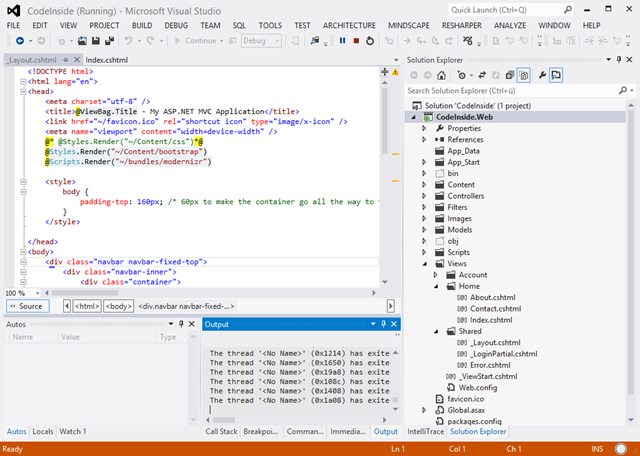 CodeInside (Running) - Microsoft Visual Studio
Quick Launch (Ctrl+Q)
FILE EDIT VIEW PROJECT BUILD DEBUG TEAM SQL TOOLS TEST ARCHITECTURE MINDSCAPE RESHARPER ANALYZE WINDOW HELP
Continue Debug
_Layout.cshtml Index.cshtml
<!DOCTYPE html>
<html lang="en">
<head>
<meta charset="utf-8" />
<title>@ViewBag.Title - My ASP.NET MVC Application</title>
<link href="~/favicon.ico" rel="shortcut icon" type="image/x-icon" />
<meta name="viewport" content="width=device-width" />
@* @Styles.Render("~/Content/css")*@
@Styles.Render("~/Content/bootstrap")
@Scripts.Render("~/bundles/modernizr")
<style>
body {
padding-top: 160px; /* 60px to make the container go all the way to
}
</style>
</head>
<body>
<div class="navbar navbar-fixed-top">
<div class="navbar-inner">
<div class="container">
100 %
Source <html> <body> <div.navbar navbar-fixed-...>
Autos
Name Value Type
Autos Locals Watch 1
Output
The thread '<No Name>' (0x1214) has exite
The thread '<No Name>' (0x1650) has exite
The thread '<No Name>' (0x19a8) has exite
The thread '<No Name>' (0x108c) has exite
The thread '<No Name>' (0x1408) has exite
The thread '<No Name>' (0x1a08) has exite
Call Stack Breakpoi... Comman... Immedia... Output
Solution Explorer
Search Solution Explorer (Ctrl+ü)
Solution 'CodeInside' (1 project)
CodeInside.Web
Properties
References
App_Data
App_Start
bin
Content
Controllers
Filters
Images
Models
obj
Scripts
Views
Account
Home
About.cshtml
Contact.cshtml
Index.cshtml
Shared
_Layout.cshtml
_LoginPartial.cshtml
Error.cshtml
_ViewStart.cshtml
Web.config
favicon.ico
Global.asax
packages.config
IntelliTrace Solution Explorer
Ready Ln 1 Col 1 Ch 1 INS